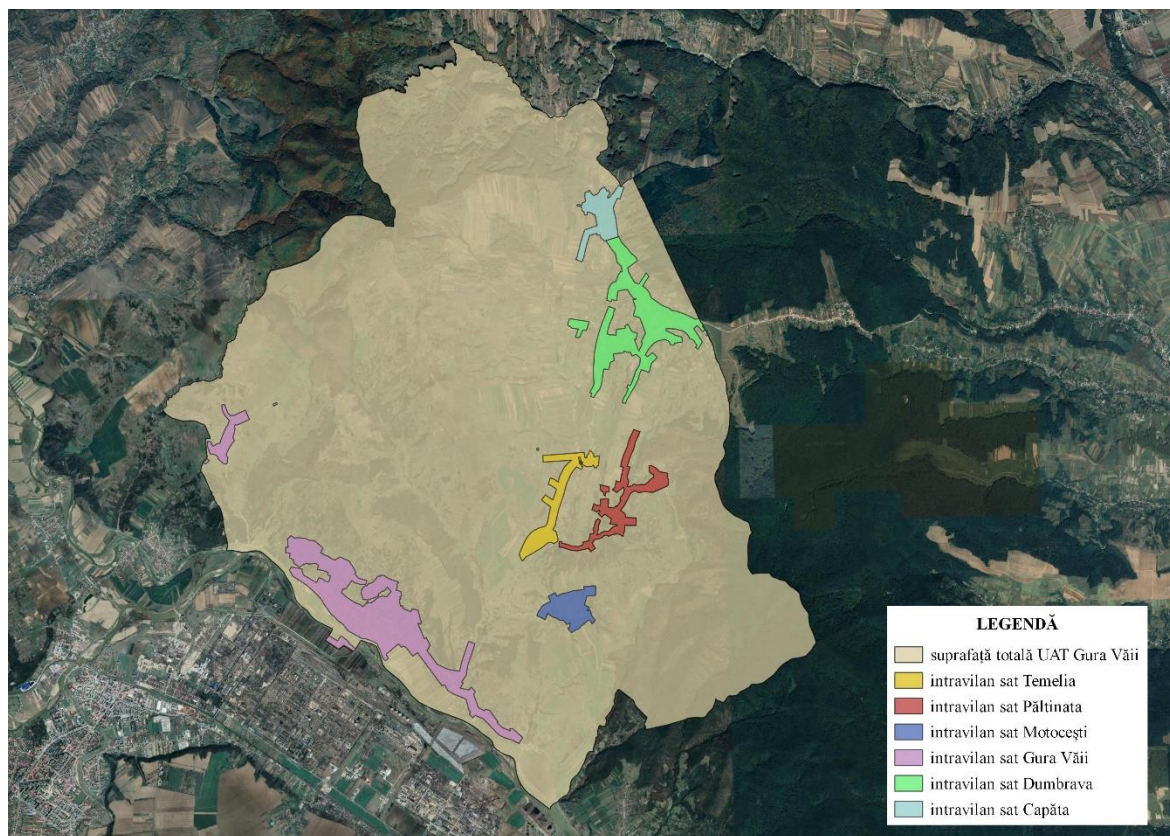 LEGENDĂ
suprafață totală UAT Gura Văii
intravilan sat Temelia
intravilan sat Păltinata
intravilan sat Motocești
intravilan sat Gura Văii
intravilan sat Dumbrava
intravilan sat Capăta